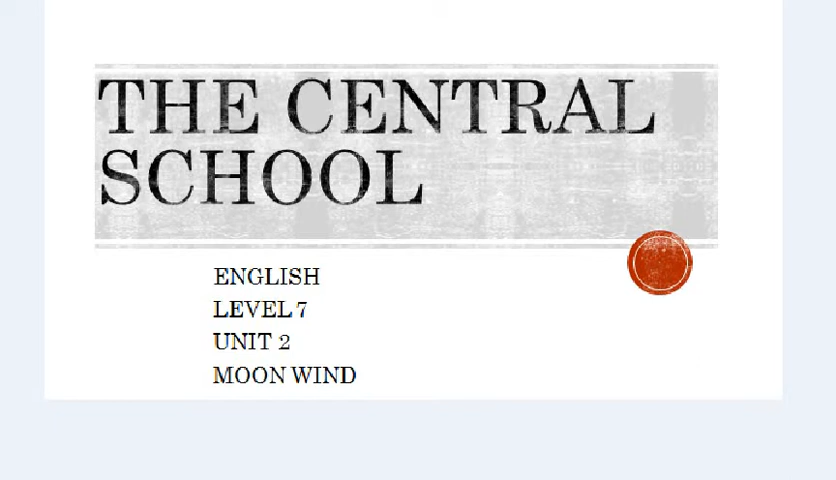 THE CENTRAL
SCHOOL
ENGLISH
LEVEL 7
UNIT 2
MOON WIND